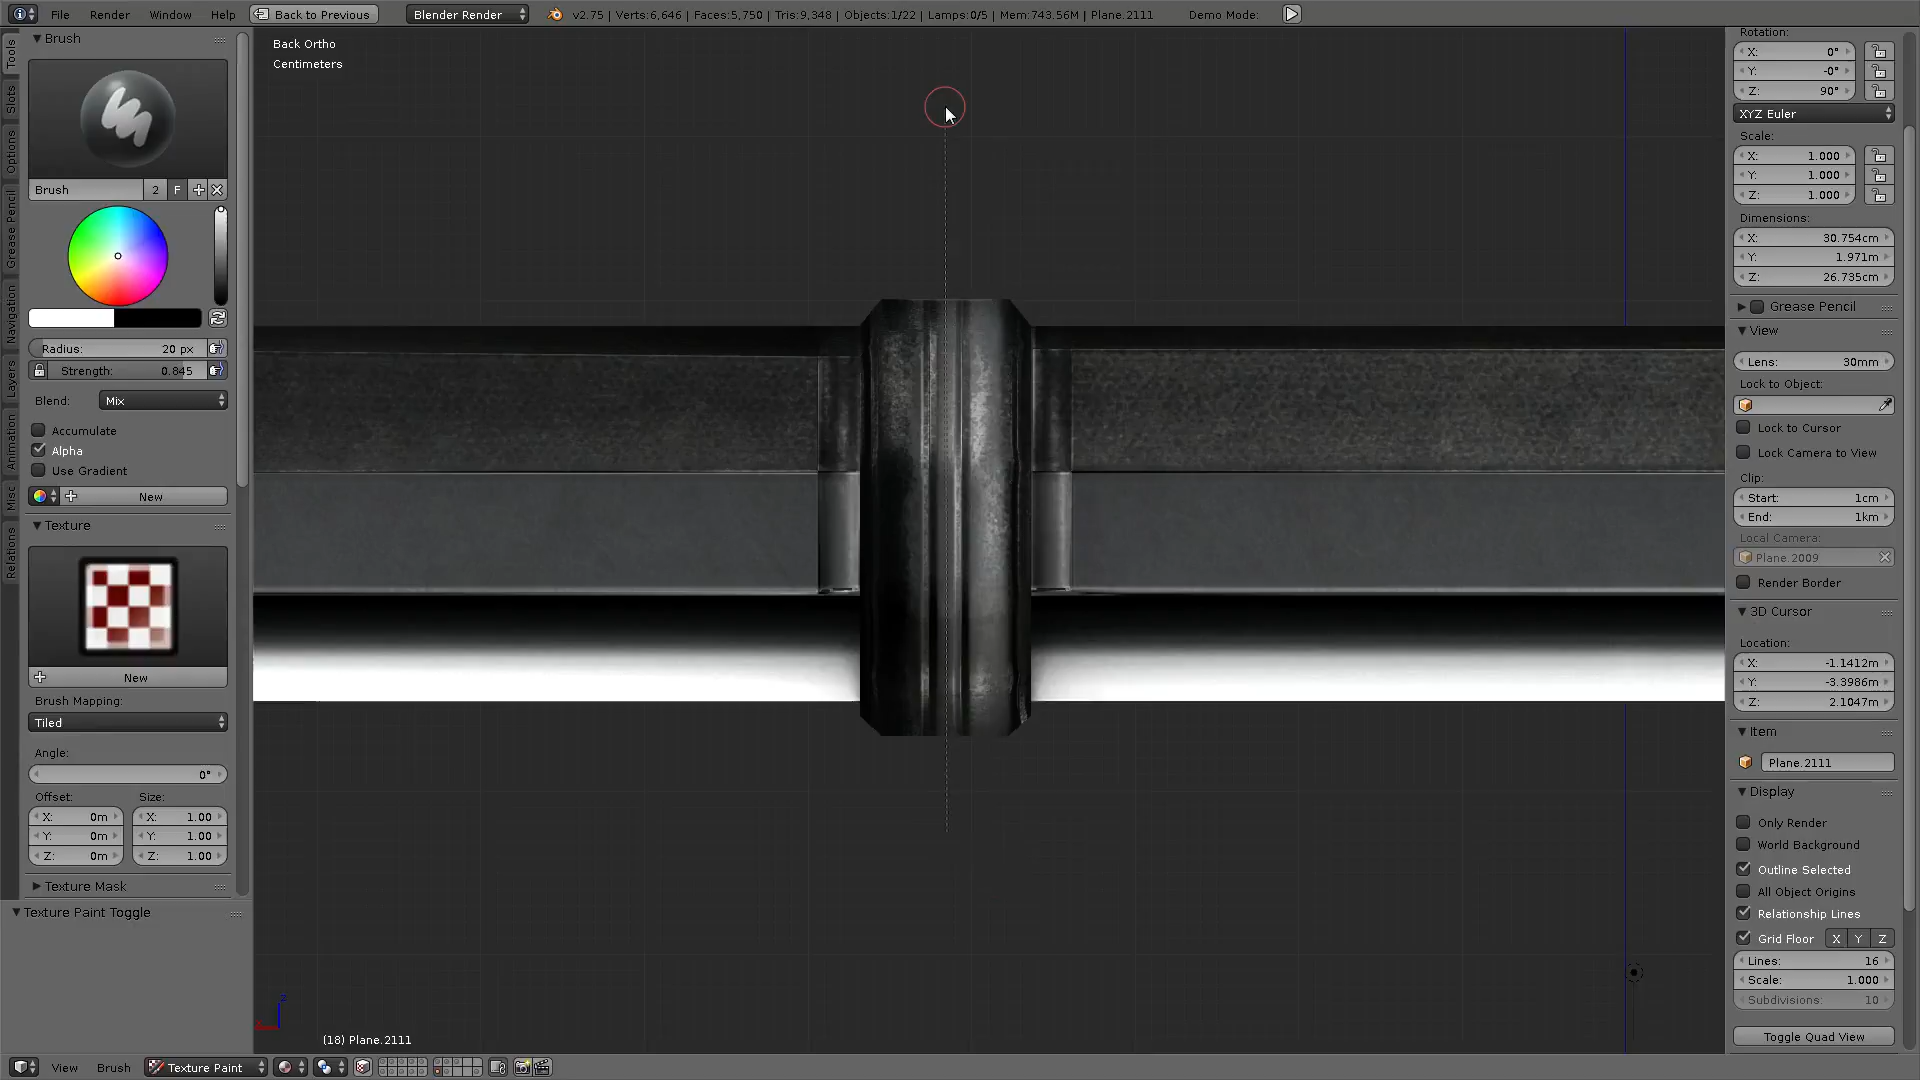 File Render Window Help Back to Previous Blender Render v2.75 | Verts:6,646 | Faces:5,750 | Tris:9,348 | Objects:1/22 | Lamps:0/5 | Mem:743.56M | Plane.2111 Demo Mode:
Tools
Slots
Options
Grease Pencil
Navigation
Layers
Animation
Misc
Relations
Brush
Brush 2 F
Radius: 20 px
Strength: 0.845
Blend: Mix
Accumulate
Alpha
Use Gradient
New
Texture
New
Brush Mapping:
Tiled
Angle:
0°
Offset: Size:
X: 0m X: 1.00
Y: 0m Y: 1.00
Z: 0m Z: 1.00
Texture Mask
Texture Paint Toggle
Back Ortho
Centimeters
z
(18) Plane.2111
View Brush Texture Paint
Rotation:
X: 0°
Y: -0°
Z: 90°
XYZ Euler
Scale:
X: 1.000
Y: 1.000
Z: 1.000
Dimensions:
X: 30.754cm
Y: 1.971m
Z: 26.735cm
Grease Pencil
View
Lens: 30mm
Lock to Object:
Lock to Cursor
Lock Camera to View
Clip:
Start: 1cm
End: 1km
Local Camera:
Plane.2009
Render Border
3D Cursor
Location:
X: -1.1412m
Y: -3.3986m
Z: 2.1047m
Item
Plane.2111
Display
Only Render
World Background
Outline Selected
All Object Origins
Relationship Lines
Grid Floor X Y Z
Lines: 16
Scale: 1.000
Subdivisions: 10
Toggle Quad View